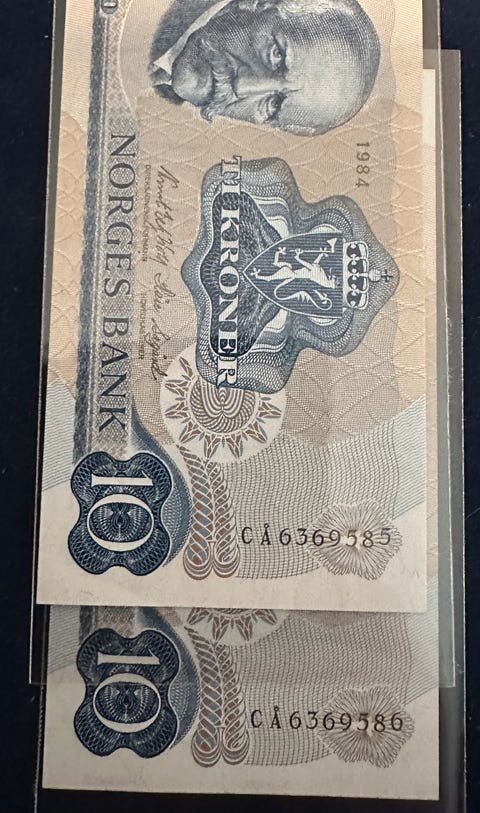 1984
TI KRONER
NORGES BANK
10
CÅ6369585
10
CÅ6369586